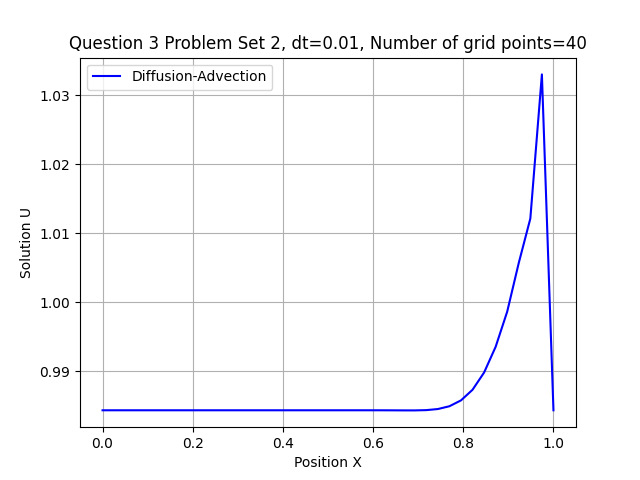 Question 3 Problem Set 2, dt=0.01, Number of grid points=40
Diffusion-Advection
1.03
1.02
1.01
1.00
0.99
Solution U
0.0 0.2 0.4 0.6 0.8 1.0
Position X